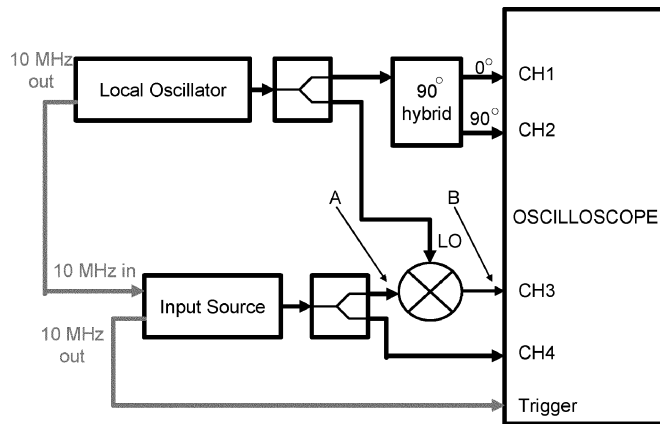 10 MHz
out
Local Oscillator
90°
hybrid
0°
CH1
90°
CH2
A
B
OSCILLOSCOPE
LO
10 MHz in
Input Source
CH3
10 MHz
out
CH4
Trigger